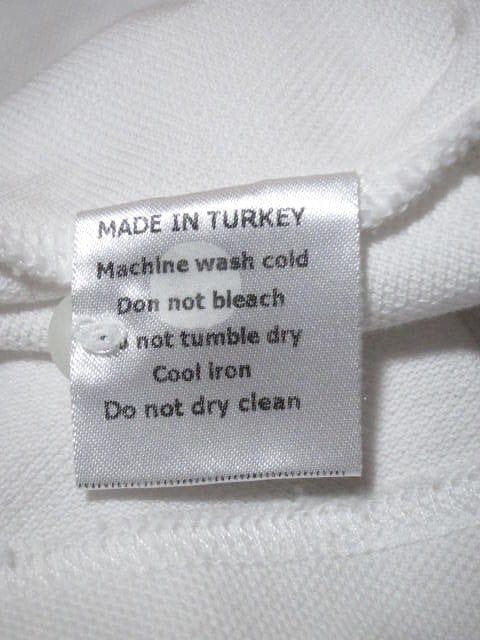 MADE IN TURKEY
Machine wash cold
Don not bleach
not tumble dry
Cool iron
Do not dry clean